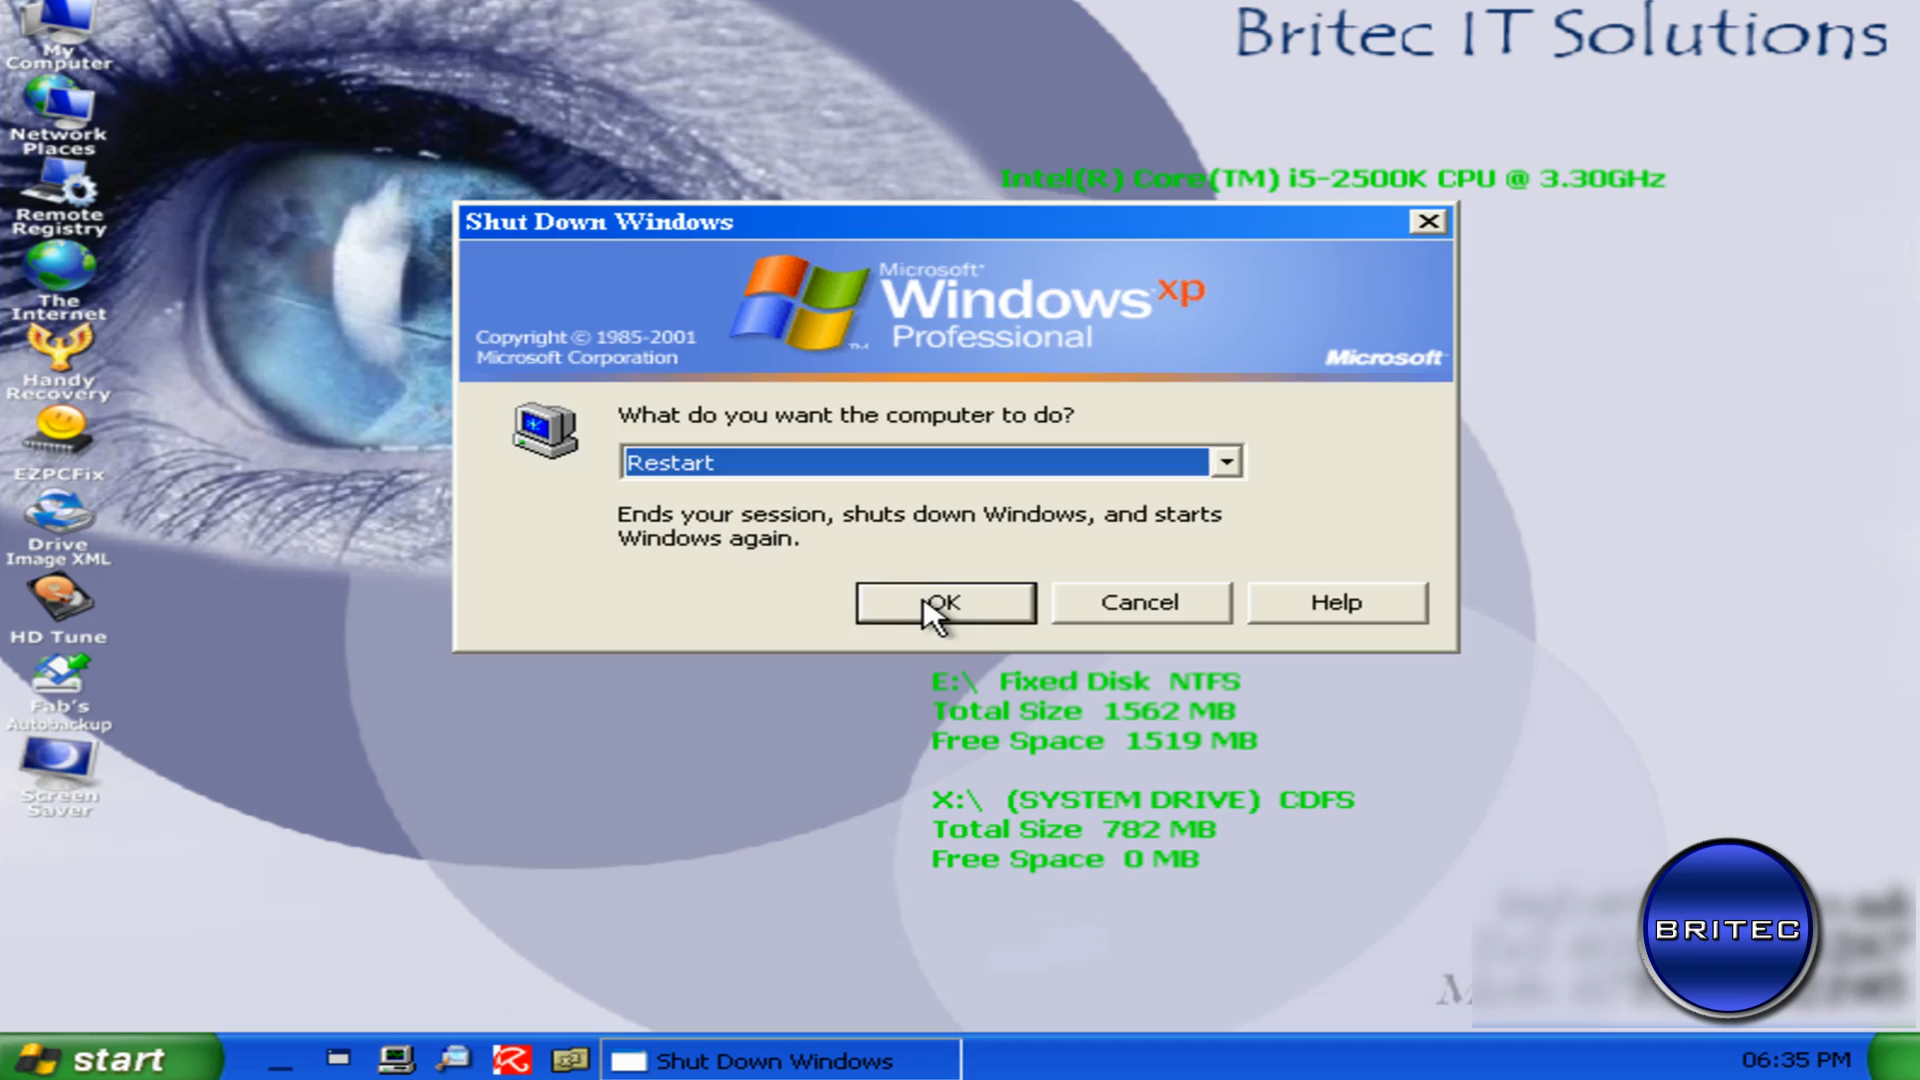 Britec IT Solutions
My
Computer
Network
Places
Remote
Registry
The
Internet
Handy
Recovery
EZPCFix
Drive
Image XML
HD Tune
Fab's
Autobackup
Screen
Saver
Intel(R) Core(TM) i5-2500K CPU @ 3.30GHz
Shut Down Windows
Microsoft
Windows xp
Professional
TM
Copyright © 1985-2001
Microsoft Corporation
Microsoft
What do you want the computer to do?
Restart
Ends your session, shuts down Windows, and starts
Windows again.
OK
Cancel
Help
E:\ Fixed Disk NTFS
Total Size 1562 MB
Free Space 1519 MB
X:\ (SYSTEM DRIVE) CDFS
Total Size 782 MB
Free Space 0 MB
BRITEC
start
Shut Down Windows
06:35 PM